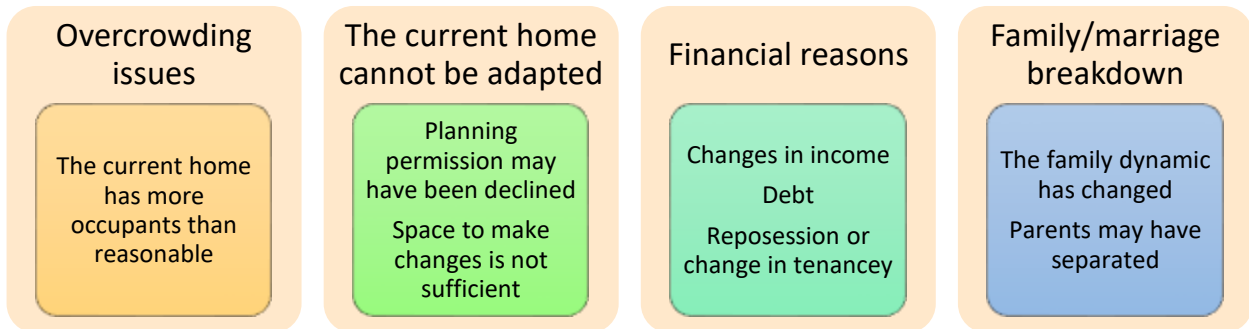 Overcrowding
issues
The current home
has more
occupants than
reasonable
The current home
cannot be adapted
Planning
permission may
have been declined
Space to make
changes is not
sufficient
Financial reasons
Changes in income
Debt
Reposession or
change in tenancey
Family/marriage
breakdown
The family dynamic
has changed
Parents may have
separated